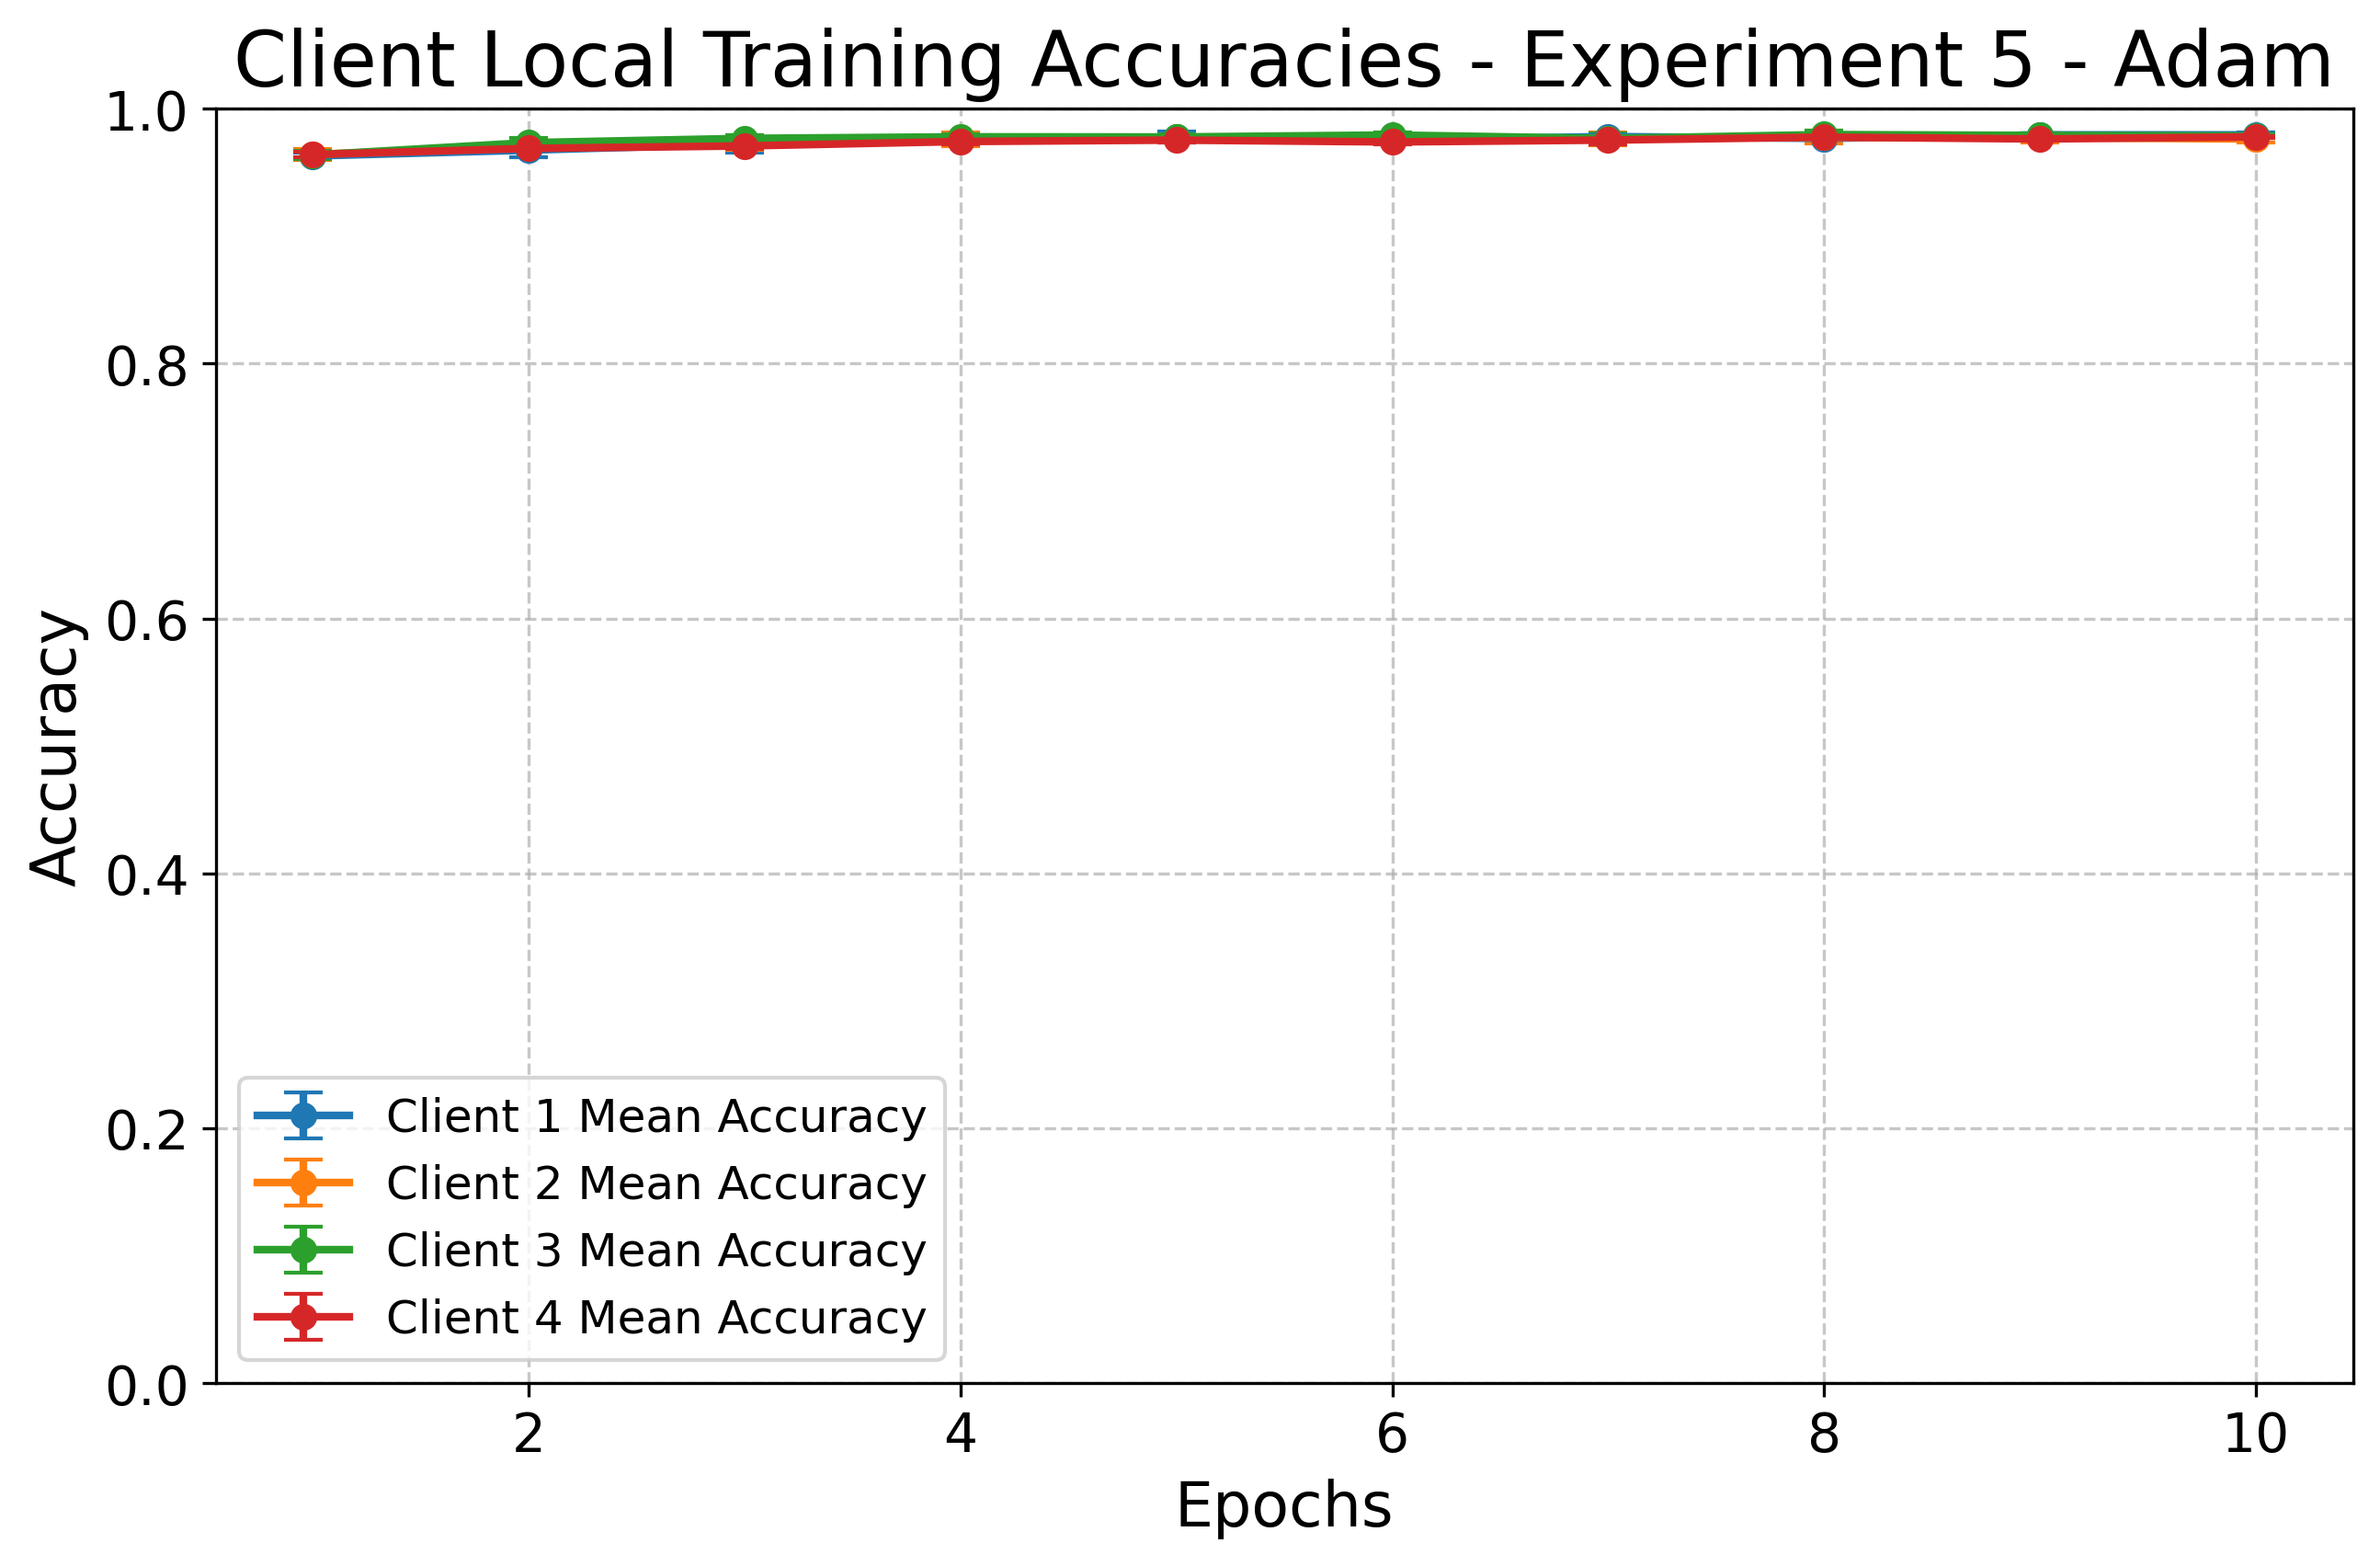 Client Local Training Accuracies - Experiment 5 - Adam
1.0
0.8
0.6
0.4
0.2
0.0
Accuracy
Client 1 Mean Accuracy
Client 2 Mean Accuracy
Client 3 Mean Accuracy
Client 4 Mean Accuracy
2 4 6 8 10
Epochs